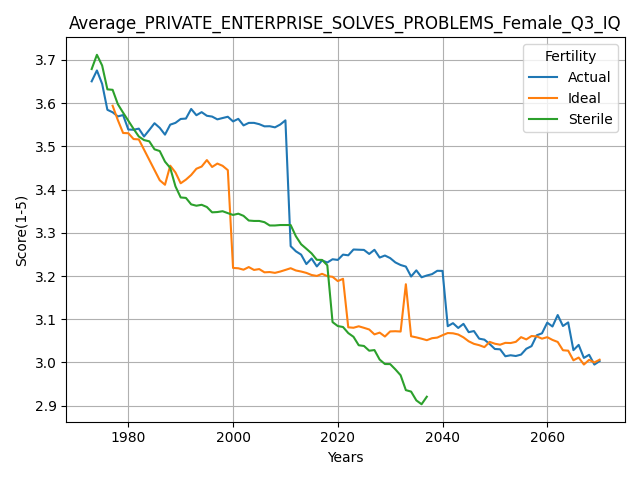 Average_PRIVATE_ENTERPRISE_SOLVES_PROBLEMS_Female_Q3_IQ
Fertility
Actual
Ideal
Sterile
Score(1-5)
3.7
3.6
3.5
3.4
3.3
3.2
3.1
3.0
2.9
1980 2000 2020 2040 2060
Years